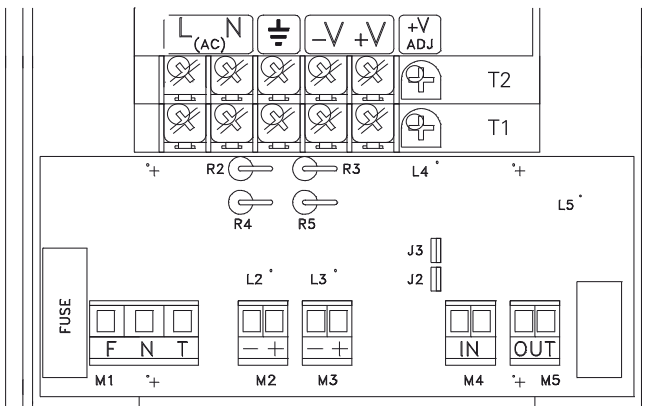 L N -V +V +V
(AC) ADJ
T2
T1
R2 R3 L4
L5
R4 R5
J3
L2 L3 J2
FUSE
F N T - + - + IN OUT
M1 M2 M3 M4 M5